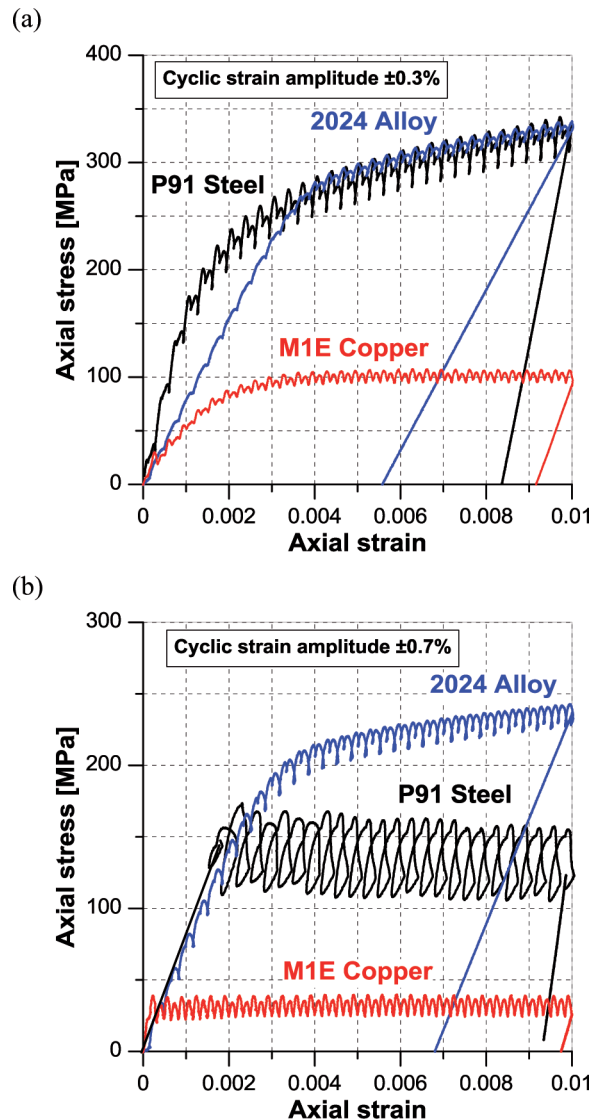 (a)
400
Cyclic strain amplitude ±0.3%
2024 Alloy
300
P91 Steel
200
M1E Copper
100
0
Axial stress [MPa]
0 0.002 0.004 0.006 0.008 0.01
Axial strain
(b)
300
Cyclic strain amplitude ±0.7%
2024 Alloy
200
P91 Steel
100
M1E Copper
0
Axial stress [MPa]
0 0.002 0.004 0.006 0.008 0.01
Axial strain